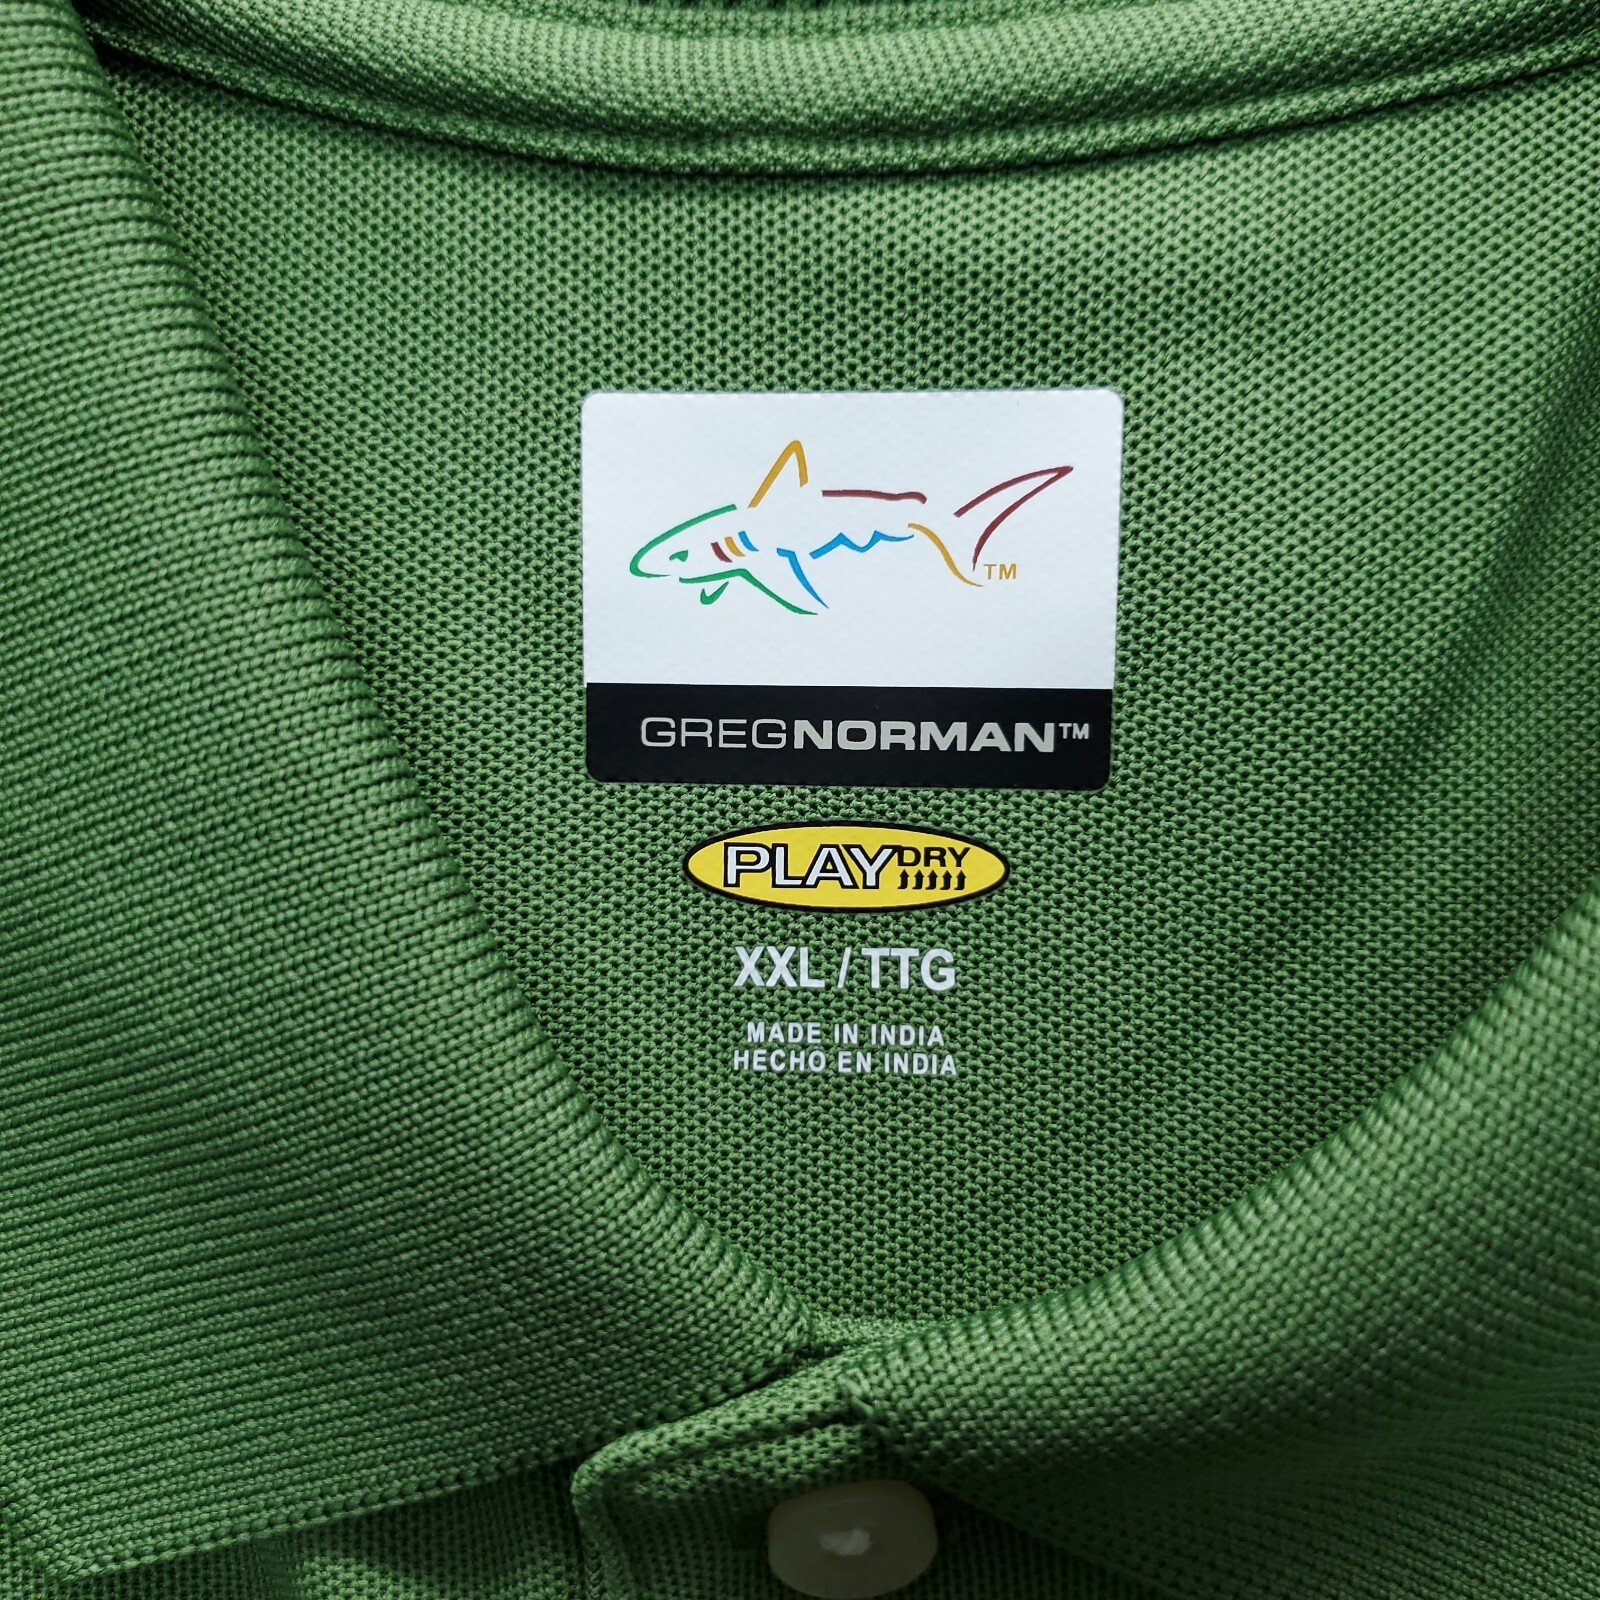 TM
GREGNORMAN™
PLAYDRY
XXL / TTG
MADE IN INDIA
HECHO EN INDIA